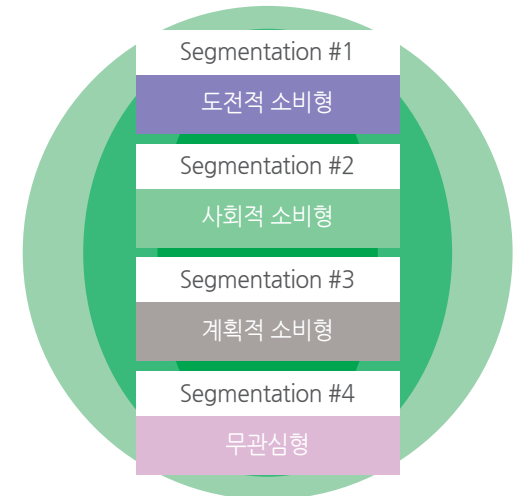 Segmentation #1
도전적 소비형
Segmentation #2
사회적 소비형
Segmentation #3
계획적 소비형
Segmentation #4
무관심형